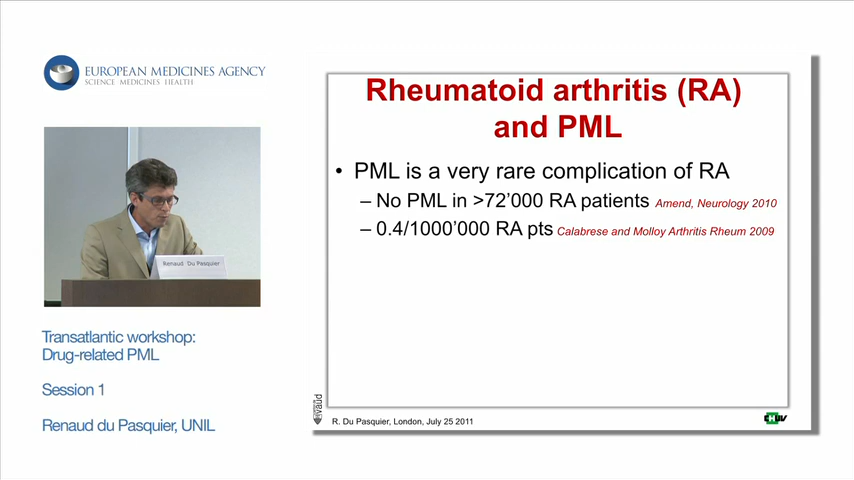 EUROPEAN MEDICINES AGENCY
SCIENCE MEDICINES HEALTH
Renaud Du Pasquier
Transatlantic workshop:
Drug-related PML
Session 1
Renaud du Pasquier, UNIL
Rheumatoid arthritis (RA)
and PML
• PML is a very rare complication of RA
– No PML in >72’000 RA patients Amend, Neurology 2010
– 0.4/1000’000 RA pts Calabrese and Molloy Arthritis Rheum 2009
vaud
R. Du Pasquier, London, July 25 2011